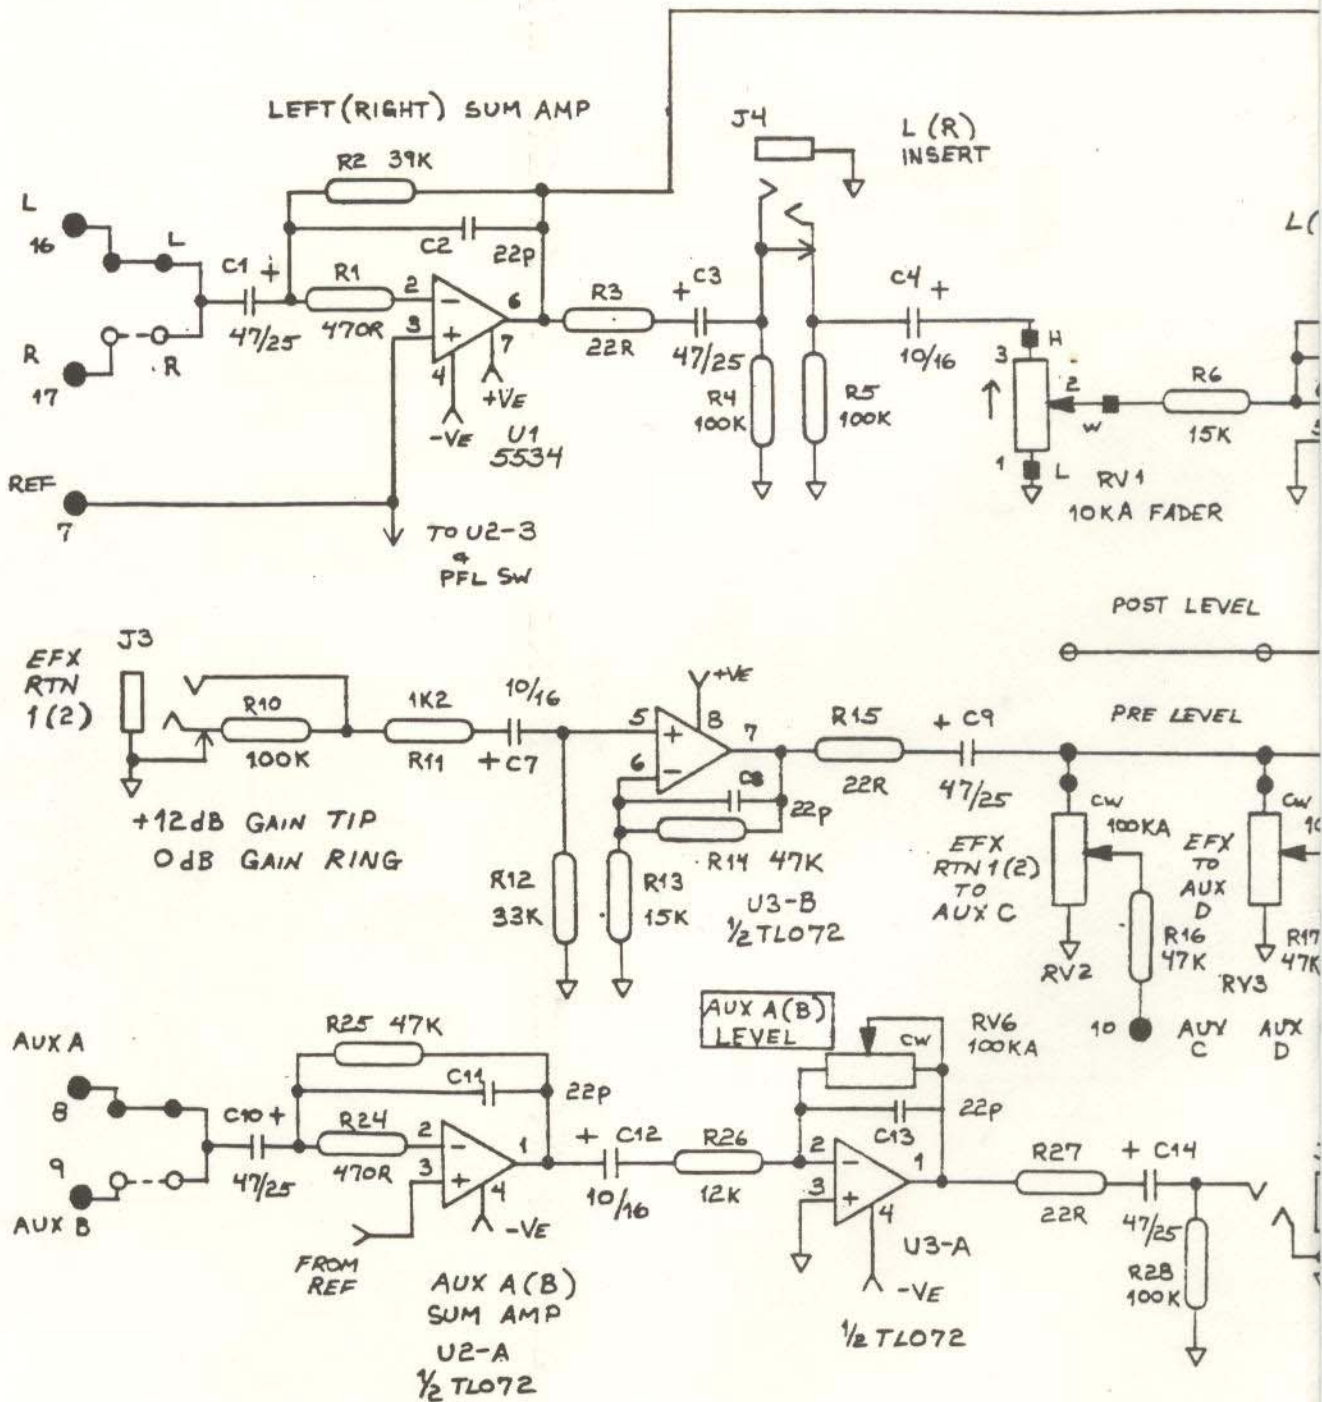 LEFT (RIGHT) SUM AMP
J4
L (R)
INSERT
R2 39K
L
16
L
C2
22P
L(
C1 +
R1
2
6
R3
+ C3
C4 +
47/25
470R
3
7
22R
47/25
10/16
3
H
R
17
R
4
+VE
-VE
U1
5534
R4
100K
R5
100K
2
W
R6
15K
1
L
RV1
10KA FADER
REF
7
TO U2-3
&
PFL SW
POST LEVEL
J3
EFX
RTN
1(2)
R10
100K
1K2
R11
10/16
+ C7
+VE
5
8
7
6
R15
22R
+ C9
47/25
PRE LEVEL
C8
22P
+12dB GAIN TIP
0dB GAIN RING
R14 47K
R12
33K
R13
15K
U3-B
1/2 TL072
CW
100KA
EFX
RTN 1(2)
TO
AUX C
RV2
EFX
TO
AUX
D
CW
R16
47K
R17
47K
RV3
10
AUX
C
AUX
D
R25 47K
AUX A(B)
LEVEL
CW
RV6
100KA
AUX A
8
C11
22P
C13
22P
C10 +
47/25
R24
470R
2
3
1
4
-VE
+ C12
10/16
R26
12K
2
3
1
4
-VE
R27
22R
+ C14
47/25
9
AUX B
FROM
REF
U3-A
R28
100K
AUX A(B)
SUM AMP
U2-A
1/2 TL072
1/2 TL072